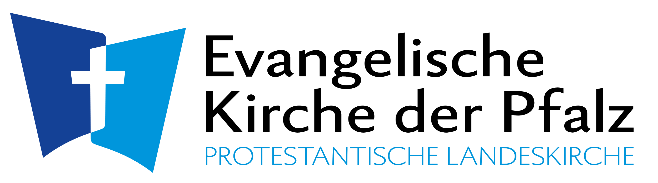 Evangelische
Kirche der Pfalz
PROTESTANTISCHE LANDESKIRCHE